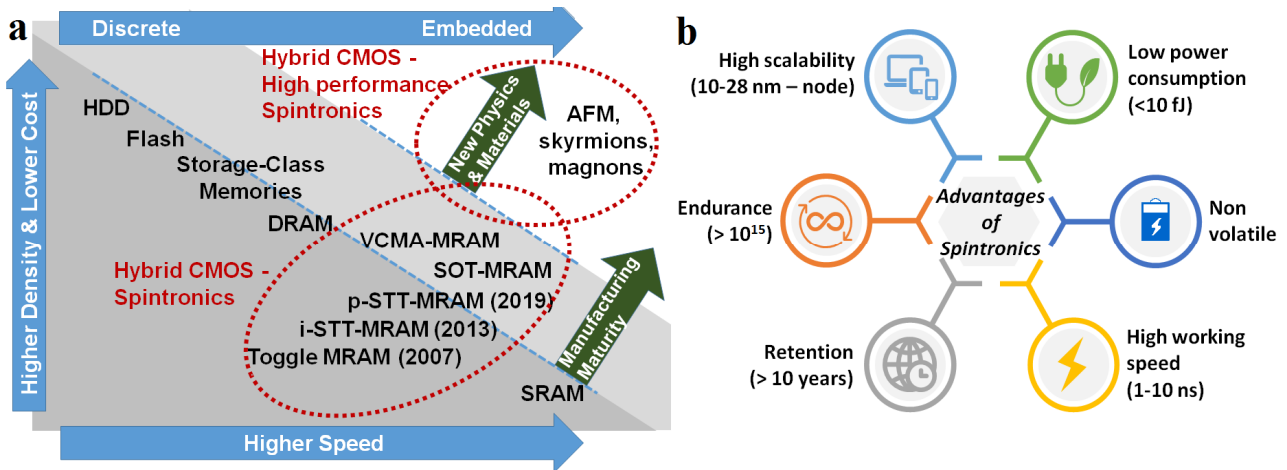 a
Discrete
Embedded
Higher Density & Lower Cost
Hybrid CMOS -
High performance
Spintronics
HDD
Flash
Storage-Class
Memories
DRAM
New Physics
& Materials
AFM,
skyrmions,
magnons
VCMA-MRAM
SOT-MRAM
p-STT-MRAM (2019)
i-STT-MRAM (2013)
Toggle MRAM (2007)
Hybrid CMOS -
Spintronics
Manufacturing
Maturity
SRAM
Higher Speed
b
High scalability
(10-28 nm – node)
Low power
consumption
(<10 fJ)
Endurance
(> 10¹⁵)
Advantages
of
Spintronics
Non
volatile
Retention
(> 10 years)
High working
speed
(1-10 ns)